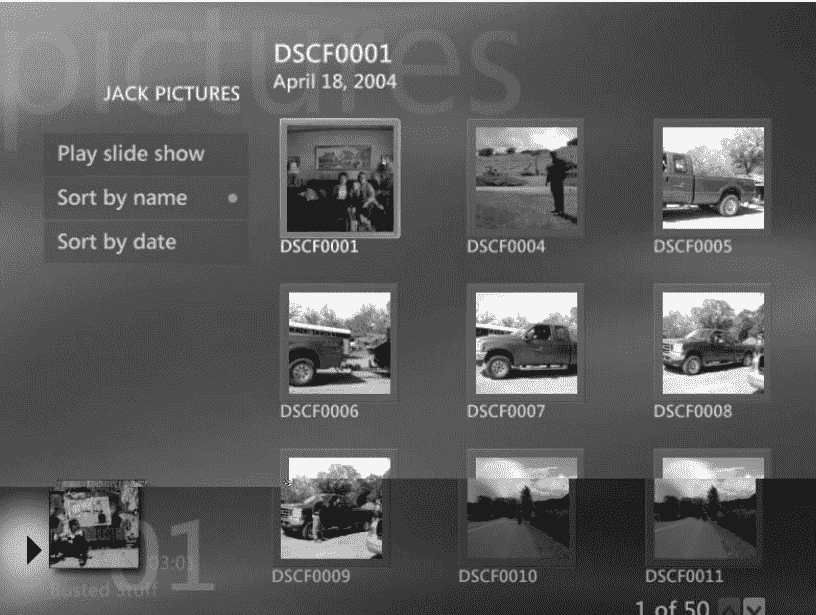 pictures
DSCF0001
April 18, 2004
JACK PICTURES
Play slide show
Sort by name
Sort by date
DSCF0001
DSCF0004
DSCF0005
DSCF0006
DSCF0007
DSCF0008
DSCF0009
DSCF0010
DSCF0011
01
03:03
Busted Stuff
1 of 50